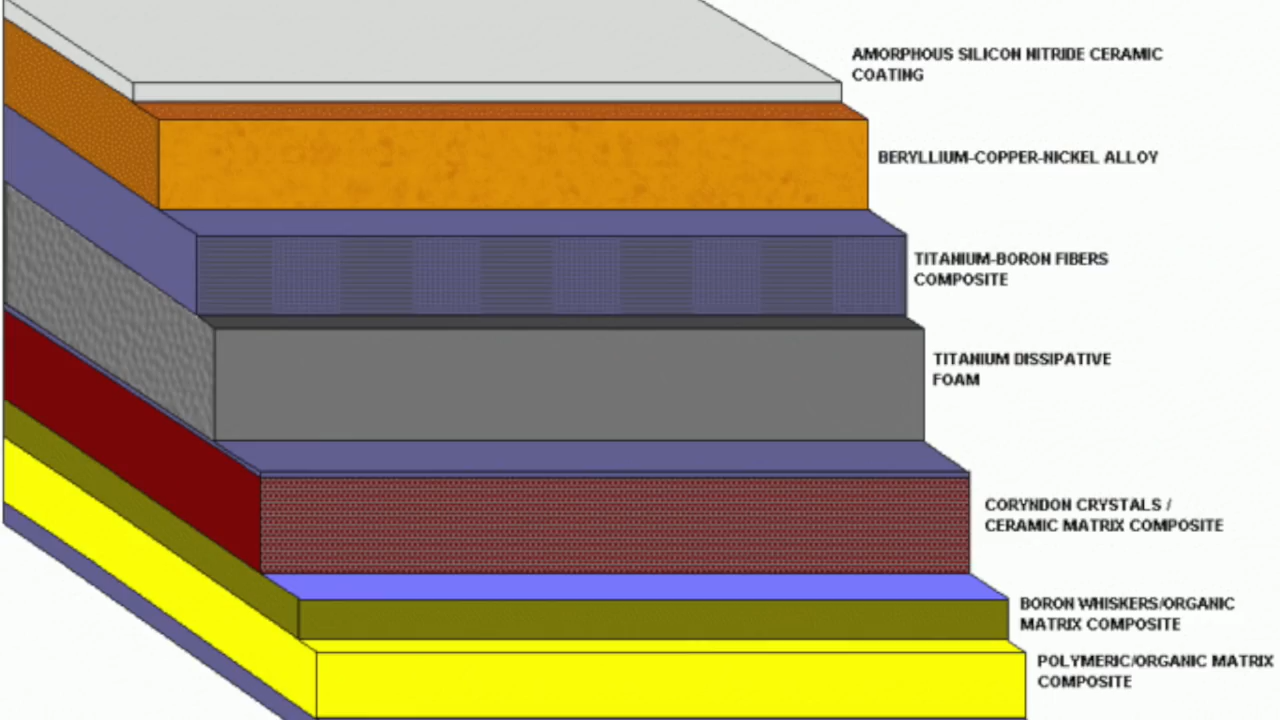 AMORPHOUS SILICON NITRIDE CERAMIC
COATING
BERYLLIUM-COPPER-NICKEL ALLOY
TITANIUM-BORON FIBERS
COMPOSITE
TITANIUM DISSIPATIVE
FOAM
CORYNDON CRYSTALS /
CERAMIC MATRIX COMPOSITE
BORON WHISKERS/ORGANIC
MATRIX COMPOSITE
POLYMERIC/ORGANIC MATRIX
COMPOSITE